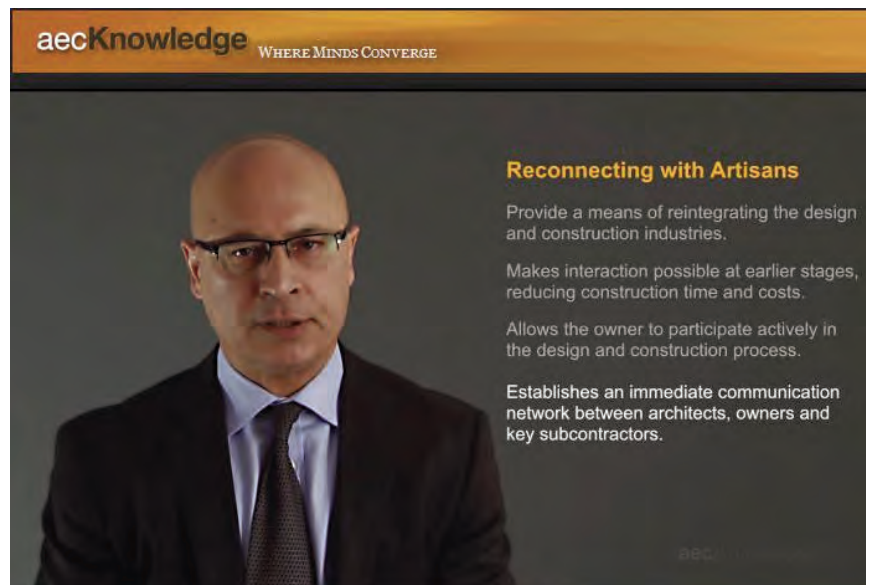 aecKnowledge WHERE MINDS CONVERGE
Reconnecting with Artisans
Provide a means of reintegrating the design
and construction industries.
Makes interaction possible at earlier stages,
reducing construction time and costs.
Allows the owner to participate actively in
the design and construction process.
Establishes an immediate communication
network between architects, owners and
key subcontractors.